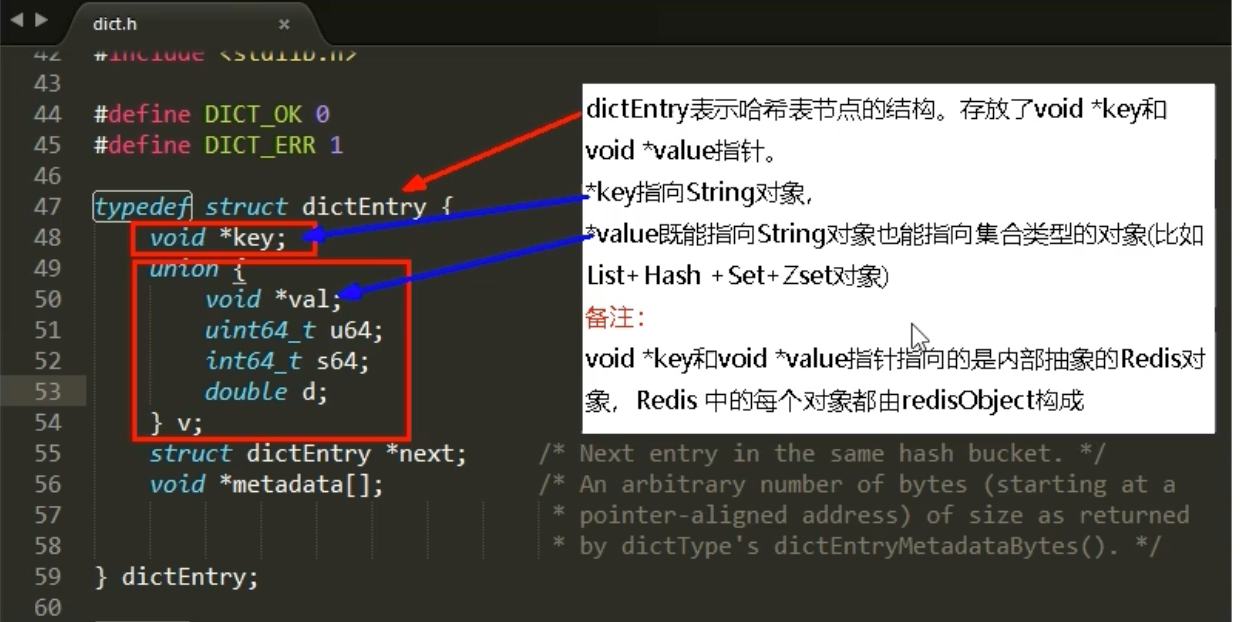 dict.h ×
42 #include <stdlib.h>
43
44 #define DICT_OK 0
45 #define DICT_ERR 1
46
47 typedef struct dictEntry {
48 void *key;
49 union {
50 void *val;
51 uint64_t u64;
52 int64_t s64;
53 double d;
54 } v;
55 struct dictEntry *next; /* Next entry in the same hash bucket. */
56 void *metadata[]; /* An arbitrary number of bytes (starting at a
57 * pointer-aligned address) of size as returned
58 * by dictType's dictEntryMetadataBytes(). */
59 } dictEntry;
60
dictEntry表示哈希表节点的结构。存放了void *key和
void *value指针。
*key指向String对象,
*value既能指向String对象也能指向集合类型的对象(比如
List+ Hash +Set+Zset对象)
备注:
void *key和void *value指针指向的是内部抽象的Redis对
象，Redis 中的每个对象都由redisObject构成